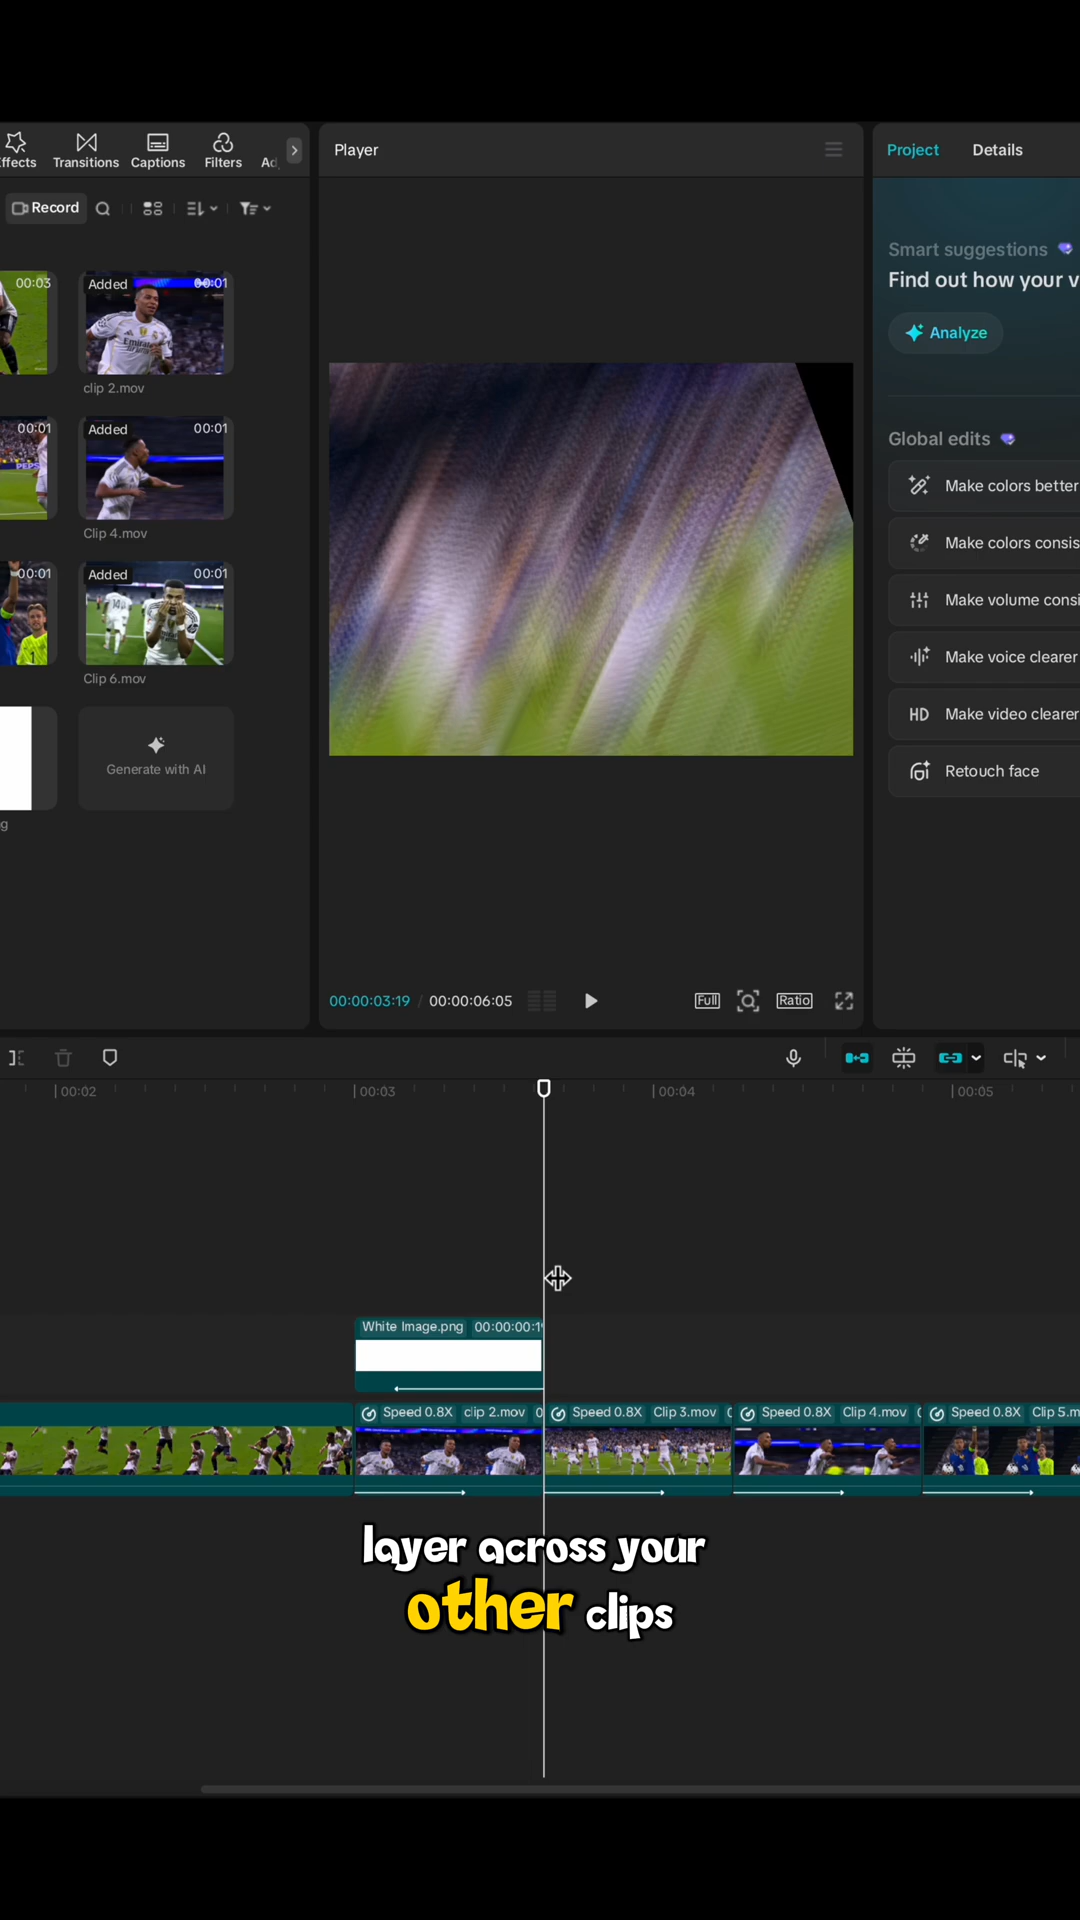 ffects
Transitions
Captions
Filters
Ad
Player
Project
Details
Record
Smart suggestions
Find out how your v
Analyze
00:03
Added
00:01
clip 2.mov
Global edits
00:01
Added
00:01
Clip 4.mov
Make colors better
Make colors consis
00:01
Added
00:01
Clip 6.mov
Make volume consi
Make voice clearer
HD Make video clearer
Generate with AI
Retouch face
g
00:00:03:19 / 00:00:06:05
Full
Ratio
00:02
00:03
00:04
00:05
White Image.png 00:00:00:1
Speed 0.8X clip 2.mov 0
Speed 0.8X Clip 3.mov
Speed 0.8X Clip 4.mov
Speed 0.8X Clip 5.m
layer across your
other clips